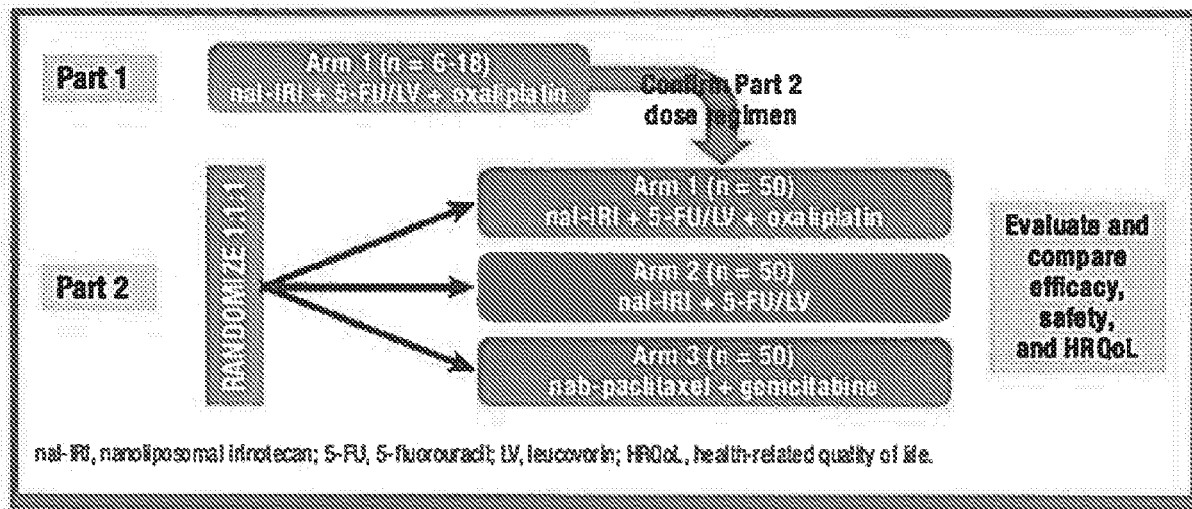 Part 1
Arm 1 (n = 6-18)
nal-IRI + 5-FU/LV + oxaliplatin
Confirm Part 2
dose regimen
Part 2
RANDOMIZE 1:1:1
Arm 1 (n = 50)
nal-IRI + 5-FU/LV + oxaliplatin
Arm 2 (n = 50)
nal-IRI + 5-FU/LV
Arm 3 (n = 50)
nab-paclitaxel + gemcitabine
Evaluate and
compare
efficacy,
safety,
and HRQoL
nal-IRI, nanoliposomal irinotecan; 5-FU, 5-fluorouracil; LV, leucovorin; HRQoL, health-related quality of life.